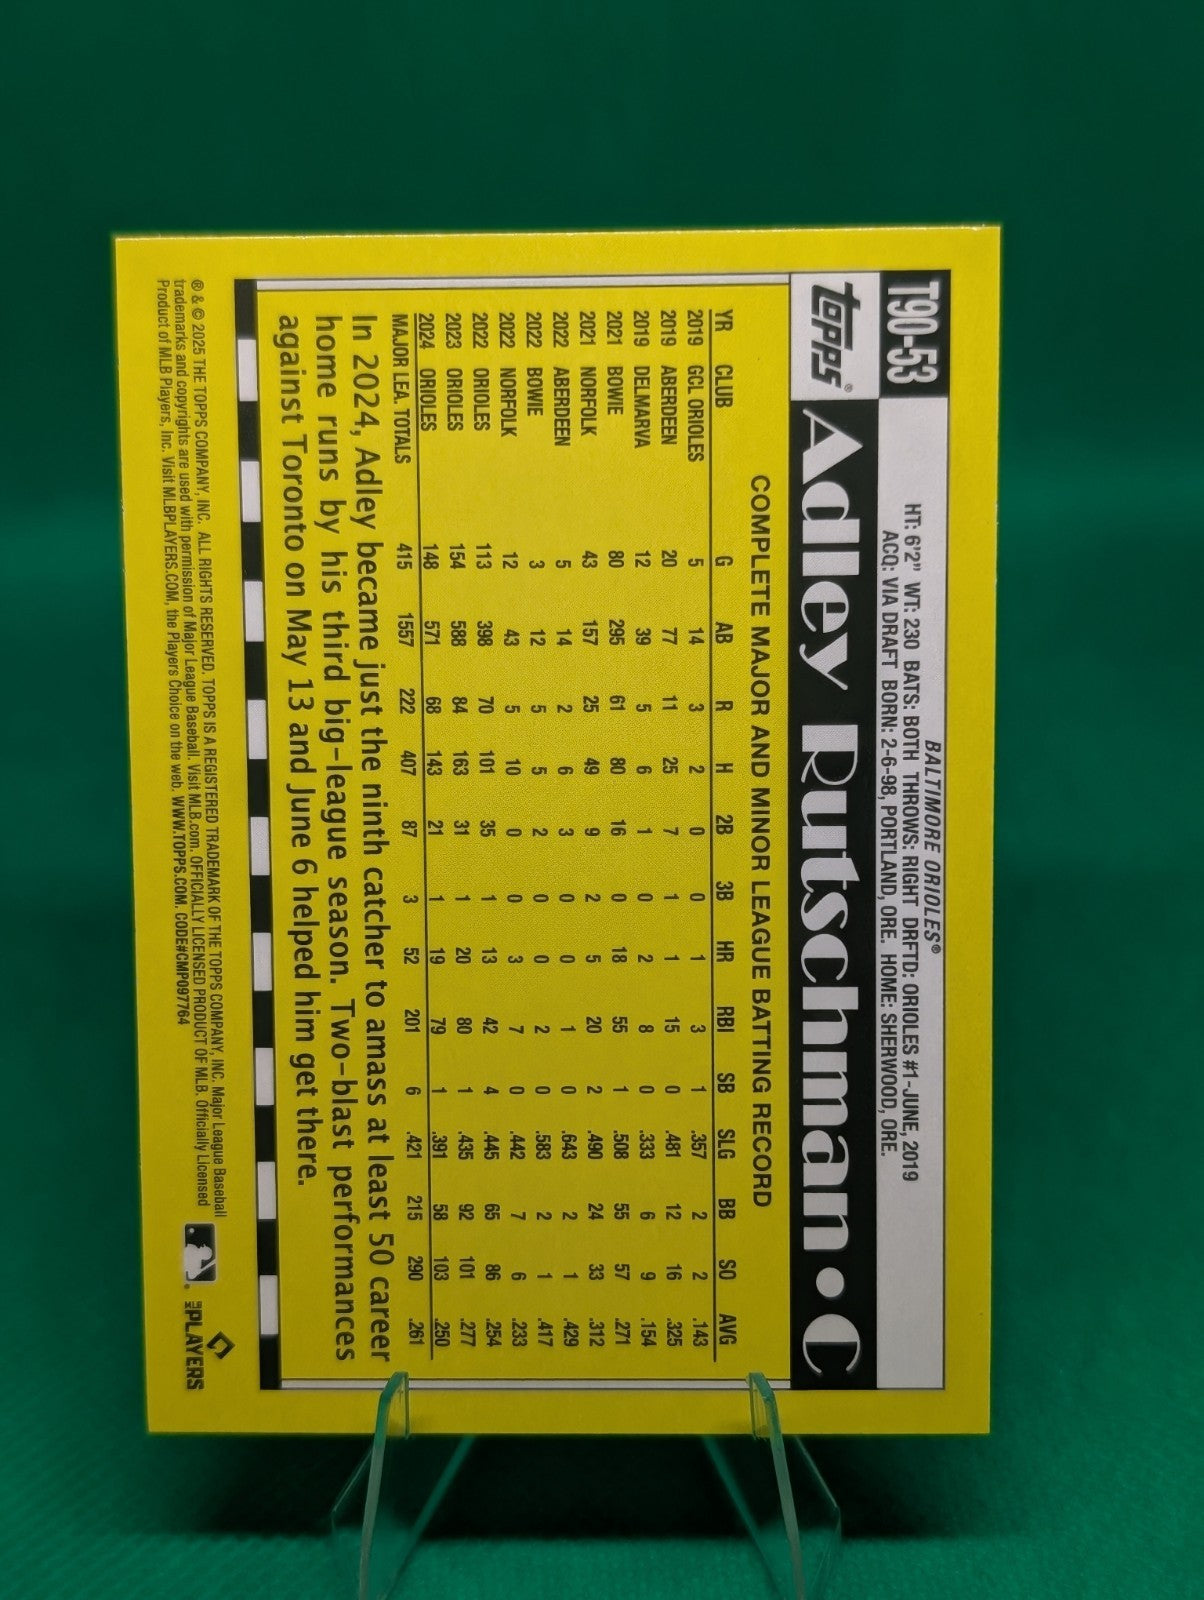 T90-53
BALTIMORE ORIOLES®
HT: 6'2" WT: 230 BATS: BOTH THROWS: RIGHT DRFTD: ORIOLES #1-JUNE, 2019
ACQ: VIA DRAFT BORN: 2-6-98, PORTLAND, ORE. HOME: SHERWOOD, ORE.
TOPPS® Adley Rutschman • C
COMPLETE MAJOR AND MINOR LEAGUE BATTING RECORD
YR CLUB G AB R H 2B 3B HR RBI SB SLG BB SO AVG
2019 GCL ORIOLES 5 14 3 2 0 0 1 3 1 .357 2 2 .143
2019 ABERDEEN 20 77 11 25 7 1 1 15 0 .481 12 16 .325
2019 DELMARVA 12 39 5 6 1 0 2 8 0 .333 6 9 .154
2021 BOWIE 80 295 61 80 16 0 18 55 1 .508 55 57 .271
2021 NORFOLK 43 157 25 49 9 2 5 20 2 .490 24 33 .312
2022 ABERDEEN 5 14 2 6 3 0 0 1 0 .643 2 1 .429
2022 BOWIE 3 12 5 5 2 0 0 2 0 .583 2 1 .417
2022 NORFOLK 12 43 5 10 0 0 3 7 0 .442 7 6 .233
2022 ORIOLES 113 398 70 101 35 1 13 42 4 .445 65 86 .254
2023 ORIOLES 154 588 84 163 31 1 20 80 1 .435 92 101 .277
2024 ORIOLES 148 571 68 143 21 1 19 79 1 .391 58 103 .250
MAJOR LEA. TOTALS 415 1557 222 407 87 3 52 201 6 .421 215 290 .261
In 2024, Adley became just the ninth catcher to amass at least 50 career
home runs by his third big-league season. Two-blast performances
against Toronto on May 13 and June 6 helped him get there.
® & © 2025 THE TOPPS COMPANY, INC. ALL RIGHTS RESERVED. TOPPS IS A REGISTERED TRADEMARK OF THE TOPPS COMPANY, INC. Major League Baseball
trademarks and copyrights are used with permission of Major League Baseball. Visit MLB.com. OFFICIALLY LICENSED PRODUCT OF MLB. Officially Licensed
Product of MLB Players, Inc. Visit MLBPLAYERS.COM, the Players Choice on the web. WWW.TOPPS.COM. CODE#CMP097764
MLB PLAYERS